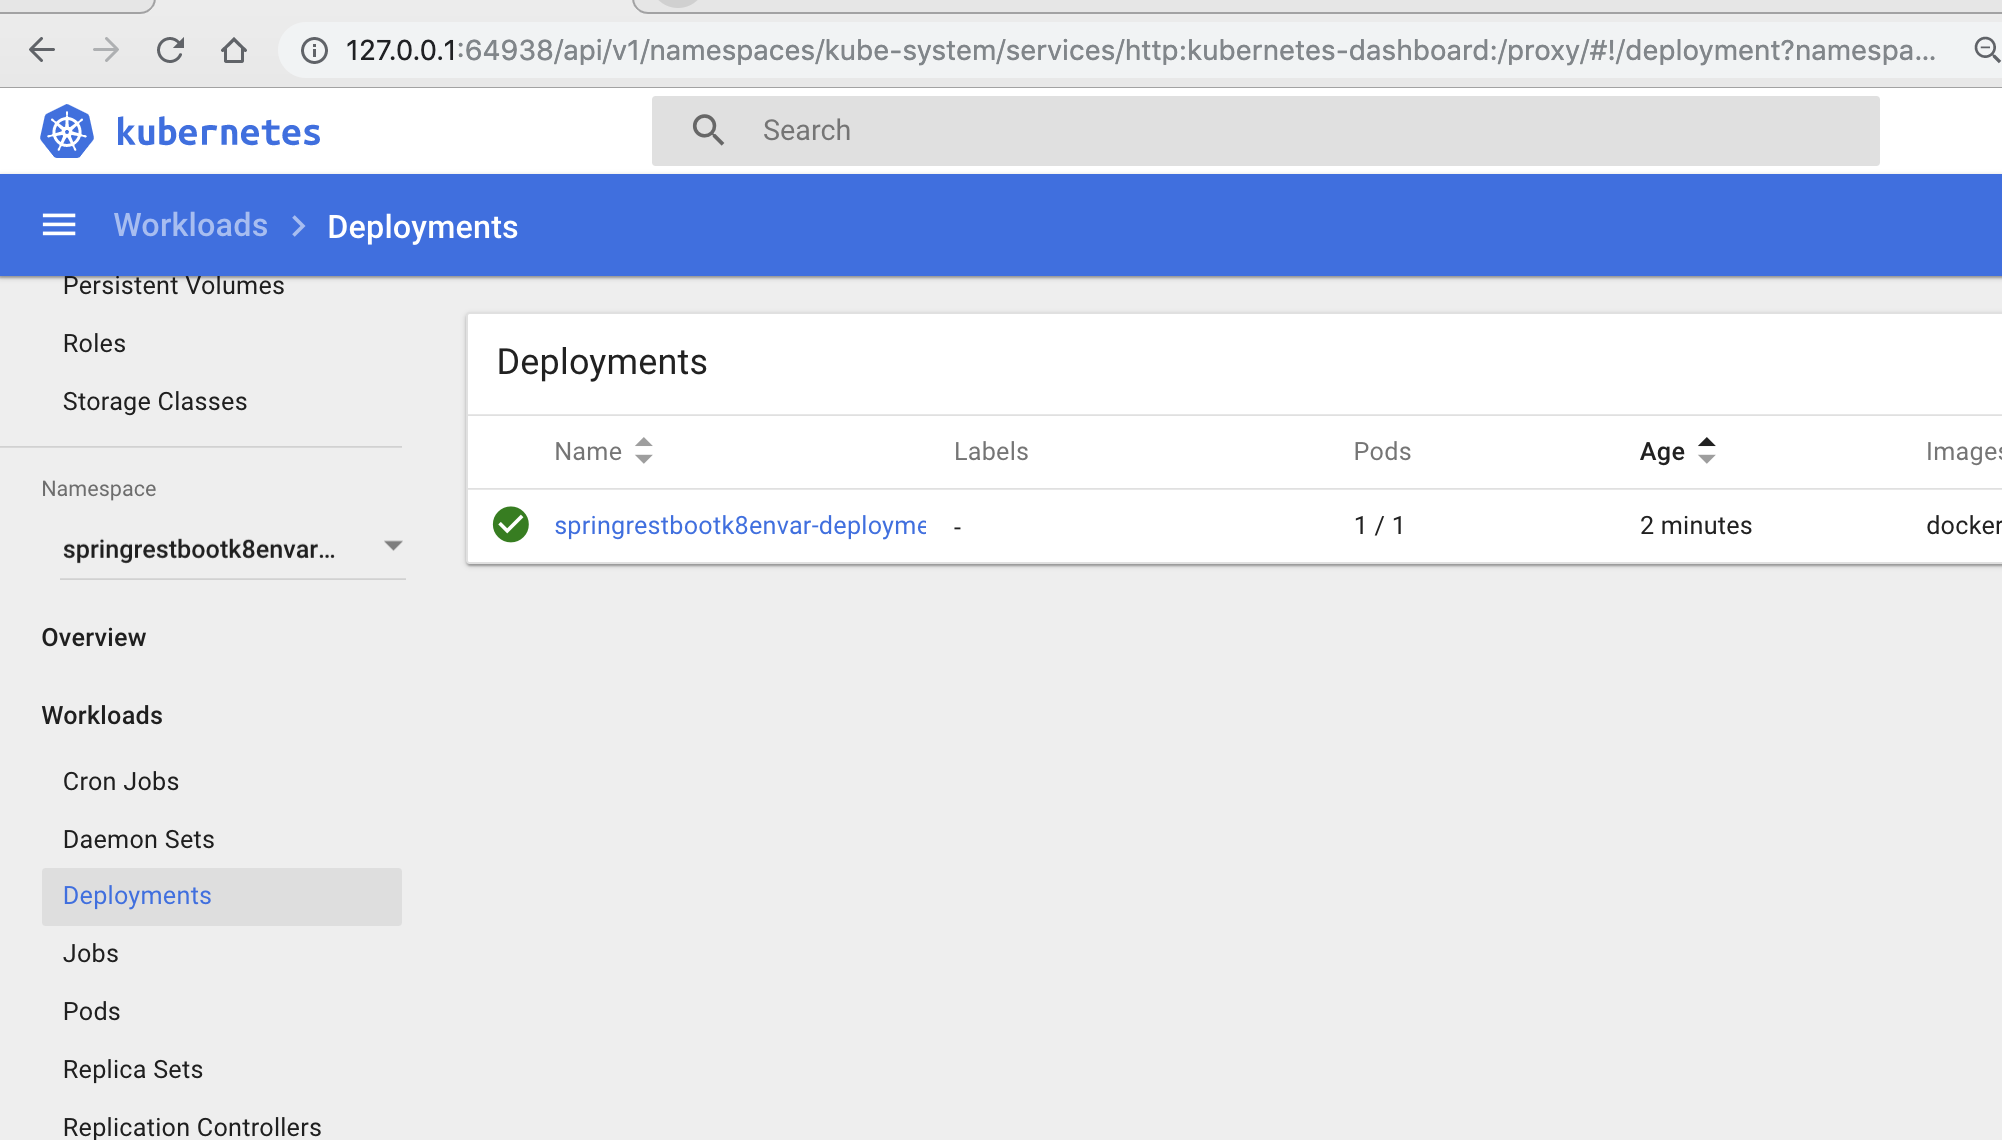 127.0.0.1:64938/api/v1/namespaces/kube-system/services/http:kubernetes-dashboard:/proxy/#!/deployment?namespa...
kubernetes
Search
Workloads > Deployments
Persistent Volumes
Roles
Storage Classes
Namespace
springrestbootk8envar...
Overview
Workloads
Cron Jobs
Daemon Sets
Deployments
Jobs
Pods
Replica Sets
Replication Controllers
Deployments
Name Labels Pods Age Images
springrestbootk8envar-deployme - 1 / 1 2 minutes docker